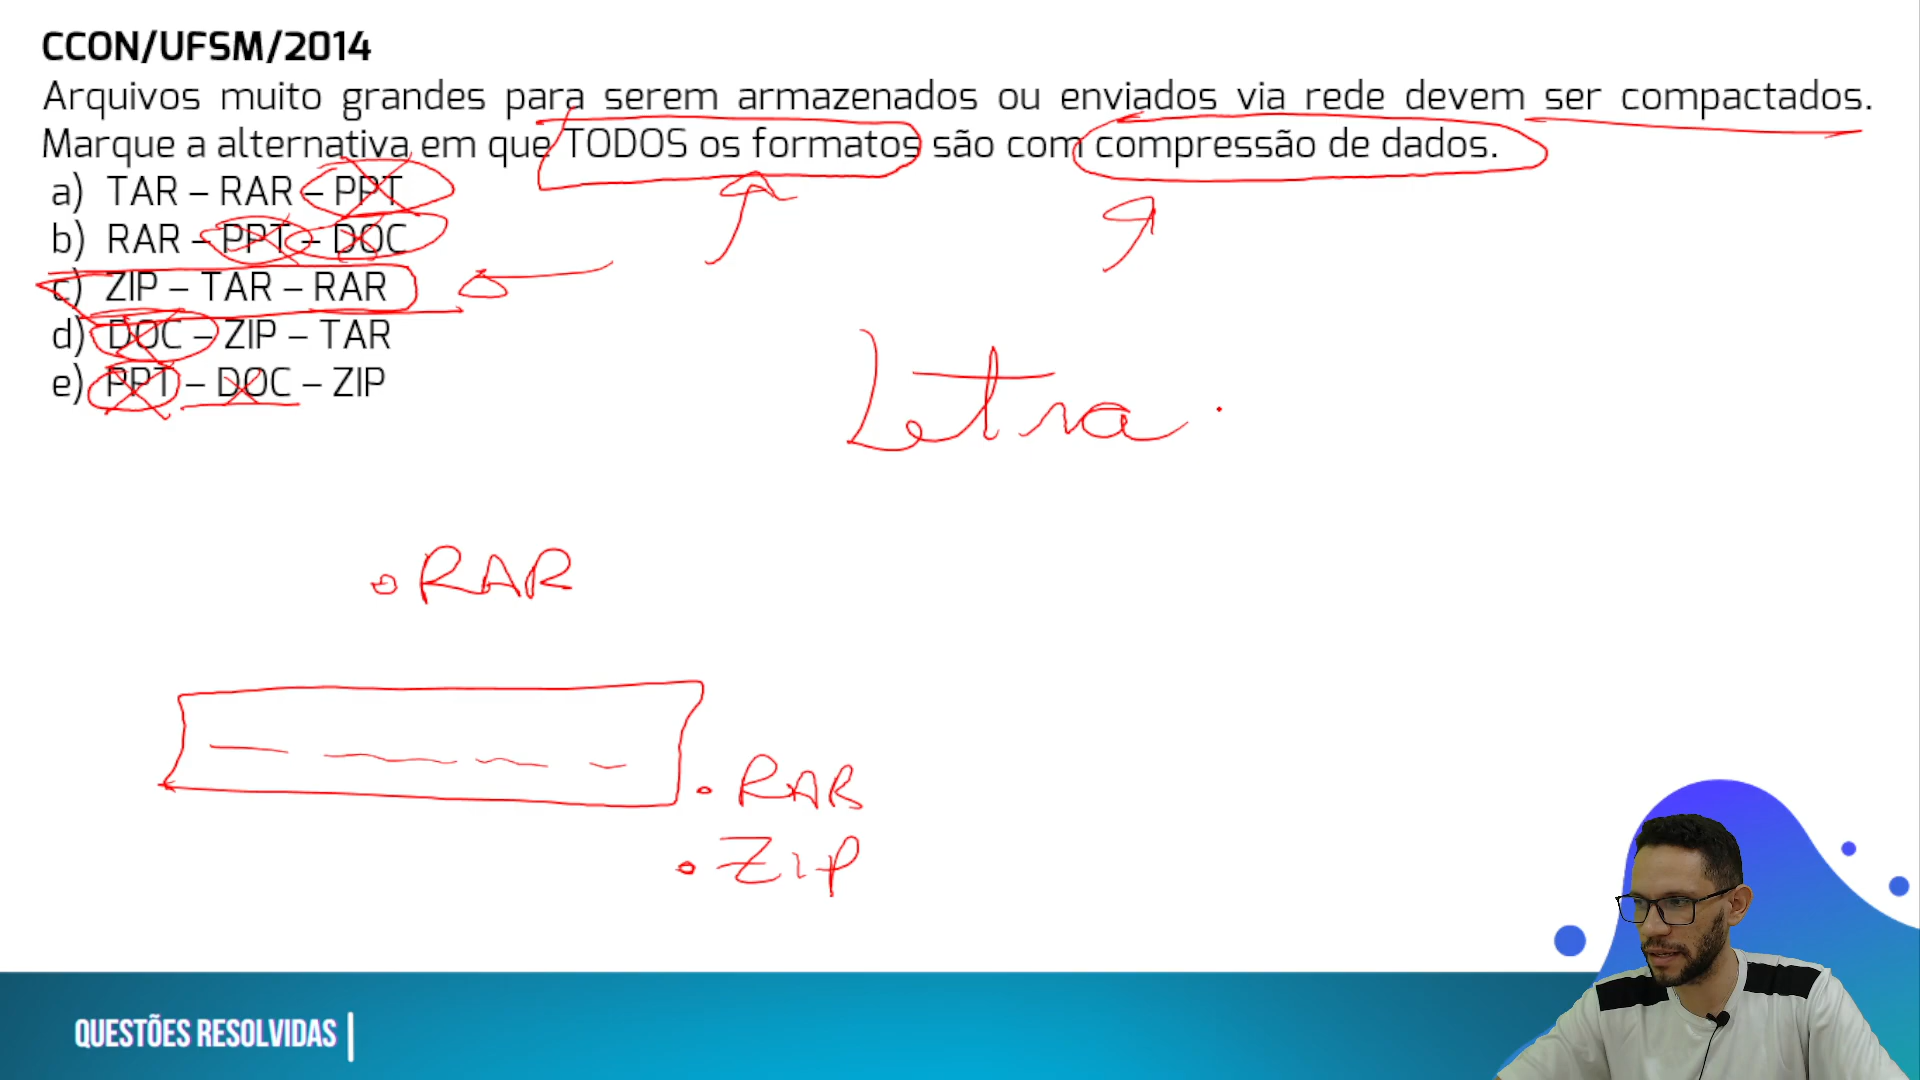 CCON/UFSM/2014
Arquivos muito grandes para serem armazenados ou enviados via rede devem ser compactados.
Marque a alternativa em que TODOS os formatos são com compressão de dados.
a) TAR – RAR – PPT
b) RAR – PPT – DOC
c) ZIP – TAR – RAR
d) DOC – ZIP – TAR
e) PPT – DOC – ZIP
Letra
. RAR
. RAR
. ZIP
QUESTÕES RESOLVIDAS |